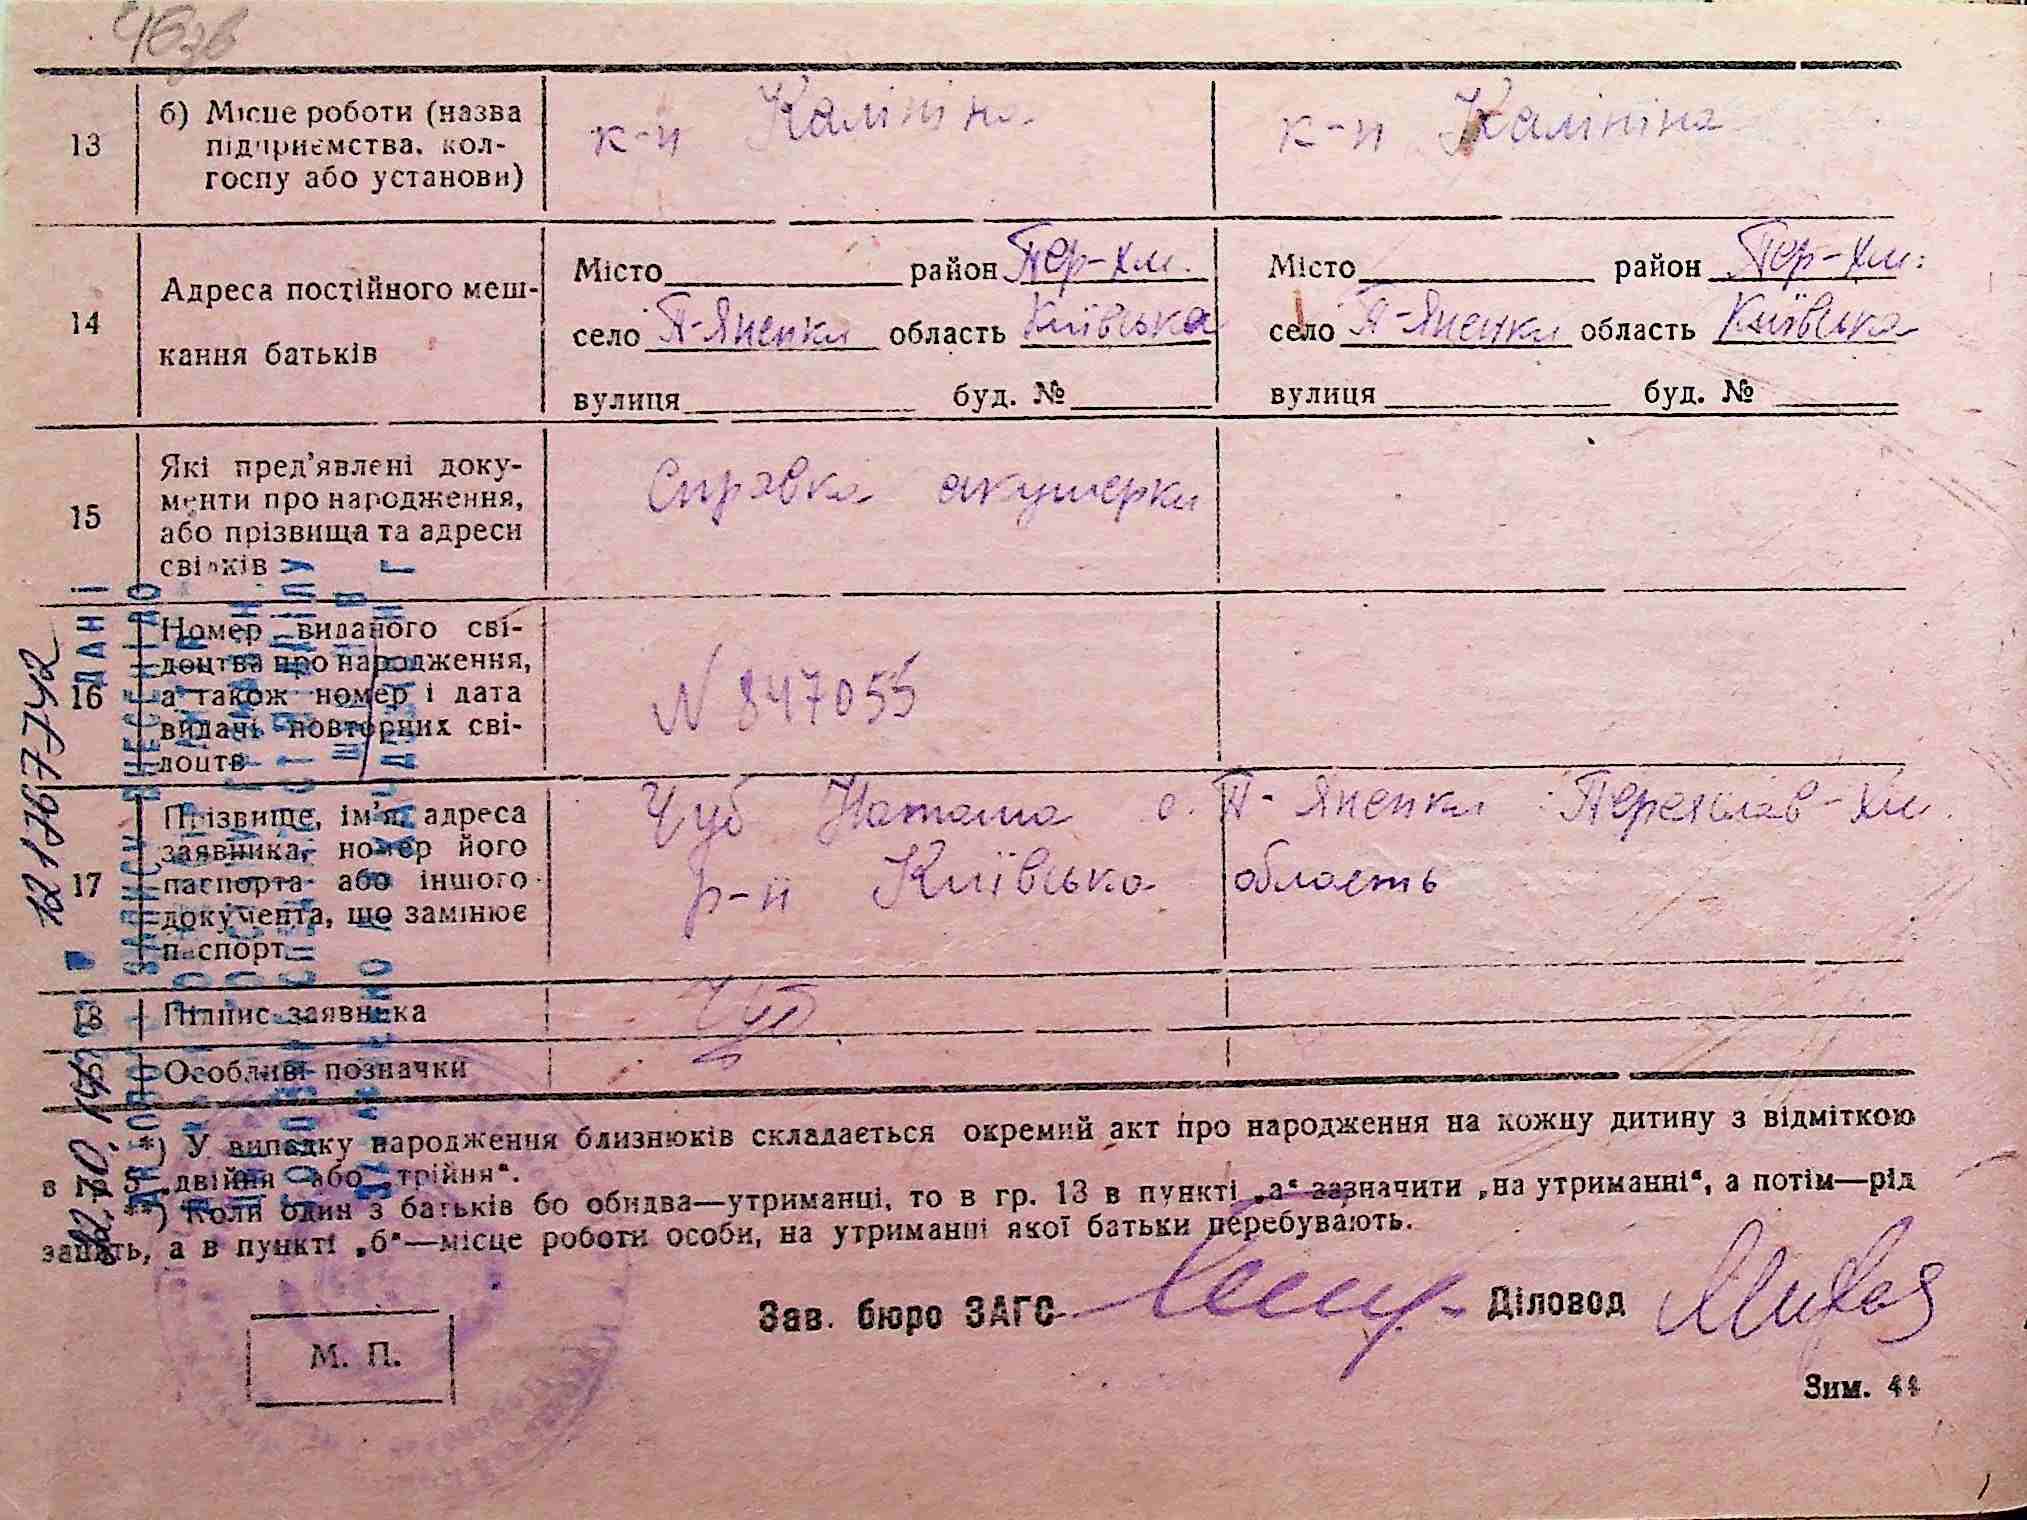 13
б) Місце роботи (назва
підприємства, кол-
госпу або установи)
к-п Калініна
к-п Калініна
14
Адреса постійного меш-
кання батьків
Місто район Пер-Хм.
село П-Яненки область Київська
вулиця буд. №
Місто район Пер-Хм.
село П-Яненки область Київська
вулиця буд. №
15
Які пред’явлені доку-
менти про народження,
або прізвища та адреси
свідків
Справка акушерки
16
Номер виданого сві-
доцтва про народження,
а також номер і дата
видачі повторних сві-
доцтв
N 847055
17
Прізвище, ім’я, адреса
заявника, номер його
паспорта або іншого
документа, що замінює
паспорт
Чуб Наташа с. П-Яненки Переяслав-Хм.
р-н Київська область
18
Підпис заявника
Чуб
Особливі позначки
*) У випадку народження близнюків складається окремий акт про народження на кожну дитину з відміткою
в гр. 5 „двійня або „трійня“.
**) Коли один з батьків бо обидва—утриманці, то в гр. 13 в пункті „а“ зазначити „на утриманні“, а потім—рід
занять, а в пункті „б“—місце роботи особи, на утриманні якої батьки перебувають.
Зав. бюро ЗАГС
Діловод
М. П.
Зим. 44